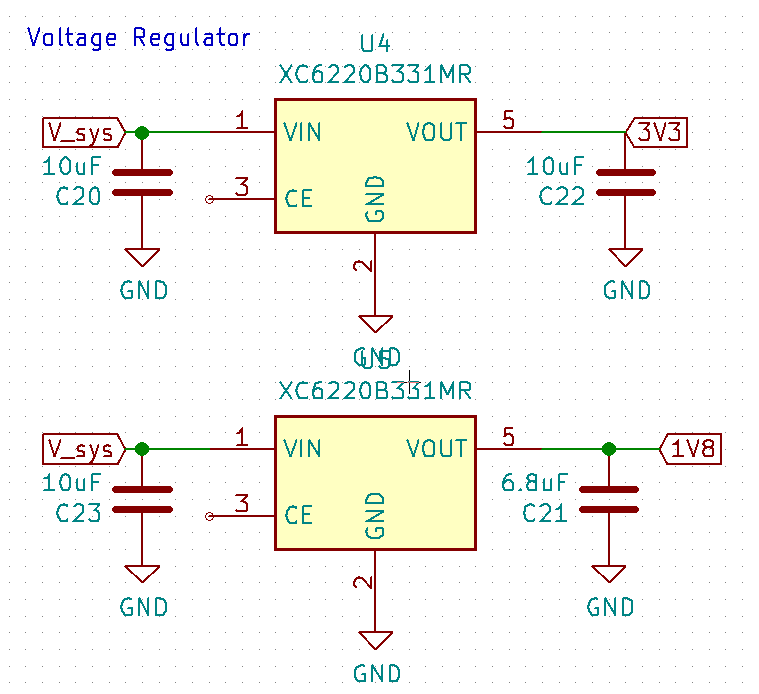 Voltage Regulator
U4
XC6220B331MR
V_sys
1
VIN
VOUT
5
3V3
10uF
C20
3
CE
GND
10uF
C22
2
GND
GND
GND
U5
XC6220B331MR
V_sys
1
VIN
VOUT
5
1V8
10uF
C23
3
CE
GND
6.8uF
C21
2
GND
GND
GND